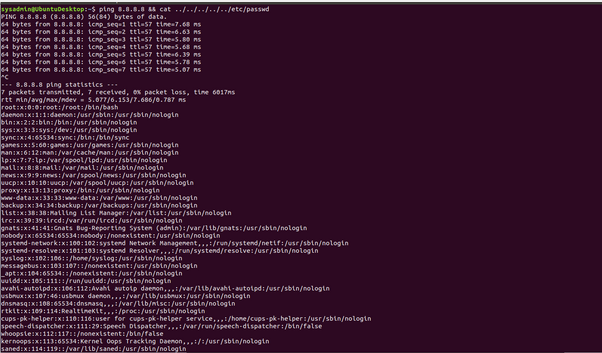 sysadmin@UbuntuDesktop:~$ ping 8.8.8.8 && cat ../../../../../etc/passwd
PING 8.8.8.8 (8.8.8.8) 56(84) bytes of data.
64 bytes from 8.8.8.8: icmp_seq=1 ttl=57 time=7.68 ms
64 bytes from 8.8.8.8: icmp_seq=2 ttl=57 time=6.63 ms
64 bytes from 8.8.8.8: icmp_seq=3 ttl=57 time=5.80 ms
64 bytes from 8.8.8.8: icmp_seq=4 ttl=57 time=5.68 ms
64 bytes from 8.8.8.8: icmp_seq=5 ttl=57 time=6.39 ms
64 bytes from 8.8.8.8: icmp_seq=6 ttl=57 time=5.78 ms
64 bytes from 8.8.8.8: icmp_seq=7 ttl=57 time=5.07 ms
^C
--- 8.8.8.8 ping statistics ---
7 packets transmitted, 7 received, 0% packet loss, time 6017ms
rtt min/avg/max/mdev = 5.077/6.153/7.686/0.787 ms
root:x:0:0:root:/root:/bin/bash
daemon:x:1:1:daemon:/usr/sbin:/usr/sbin/nologin
bin:x:2:2:bin:/bin:/usr/sbin/nologin
sys:x:3:3:sys:/dev:/usr/sbin/nologin
sync:x:4:65534:sync:/bin:/bin/sync
games:x:5:60:games:/usr/games:/usr/sbin/nologin
man:x:6:12:man:/var/cache/man:/usr/sbin/nologin
lp:x:7:7:lp:/var/spool/lpd:/usr/sbin/nologin
mail:x:8:8:mail:/var/mail:/usr/sbin/nologin
news:x:9:9:news:/var/spool/news:/usr/sbin/nologin
uucp:x:10:10:uucp:/var/spool/uucp:/usr/sbin/nologin
proxy:x:13:13:proxy:/bin:/usr/sbin/nologin
www-data:x:33:33:www-data:/var/www:/usr/sbin/nologin
backup:x:34:34:backup:/var/backups:/usr/sbin/nologin
list:x:38:38:Mailing List Manager:/var/list:/usr/sbin/nologin
irc:x:39:39:ircd:/var/run/ircd:/usr/sbin/nologin
gnats:x:41:41:Gnats Bug-Reporting System (admin):/var/lib/gnats:/usr/sbin/nologin
nobody:x:65534:65534:nobody:/nonexistent:/usr/sbin/nologin
systemd-network:x:100:102:systemd Network Management,,,:/run/systemd/netif:/usr/sbin/nologin
systemd-resolve:x:101:103:systemd Resolver,,,:/run/systemd/resolve:/usr/sbin/nologin
syslog:x:102:106::/home/syslog:/usr/sbin/nologin
messagebus:x:103:107::/nonexistent:/usr/sbin/nologin
_apt:x:104:65534::/nonexistent:/usr/sbin/nologin
uuidd:x:105:111::/run/uuidd:/usr/sbin/nologin
avahi-autoipd:x:106:112:Avahi autoip daemon,,,:/var/lib/avahi-autoipd:/usr/sbin/nologin
usbmux:x:107:46:usbmux daemon,,,:/var/lib/usbmux:/usr/sbin/nologin
dnsmasq:x:108:65534:dnsmasq,,,:/var/lib/misc:/usr/sbin/nologin
rtkit:x:109:114:RealtimeKit,,,:/proc:/usr/sbin/nologin
cups-pk-helper:x:110:116:user for cups-pk-helper service,,,:/home/cups-pk-helper:/usr/sbin/nologin
speech-dispatcher:x:111:29:Speech Dispatcher,,,:/var/run/speech-dispatcher:/bin/false
whoopsie:x:112:117::/nonexistent:/bin/false
kernoops:x:113:65534:Kernel Oops Tracking Daemon,,,:/:/usr/sbin/nologin
saned:x:114:119::/var/lib/saned:/usr/sbin/nologin